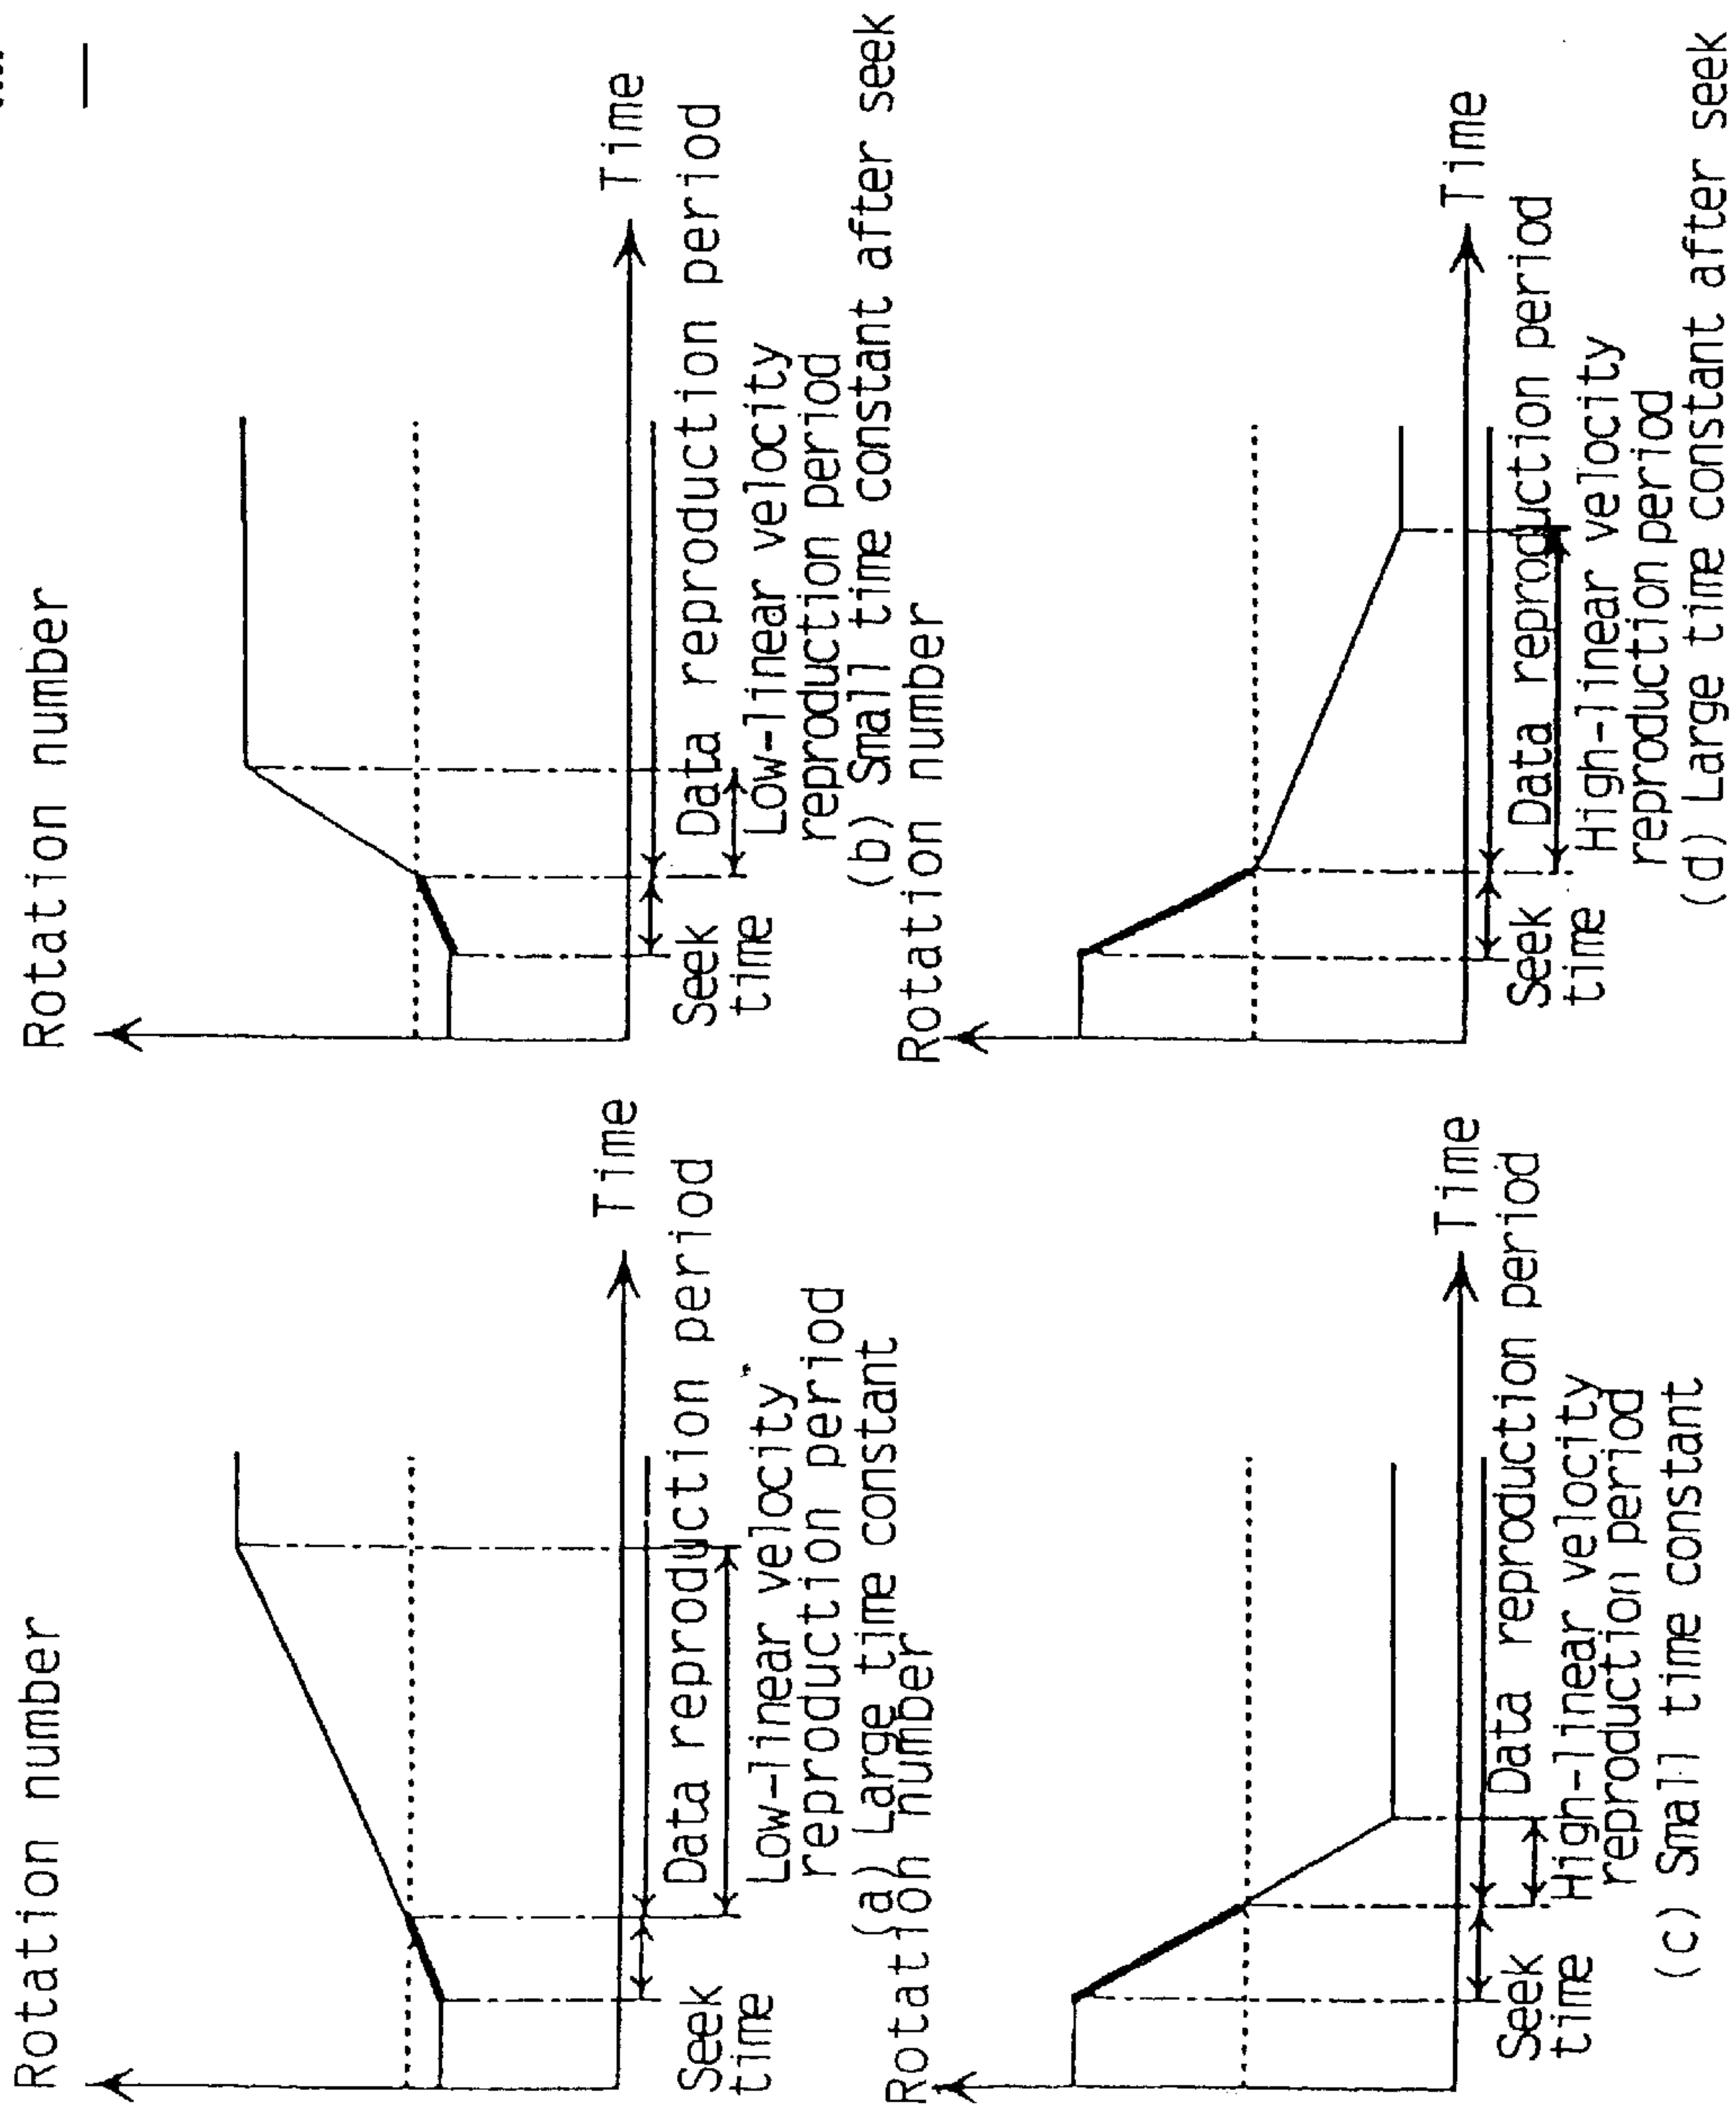 Rotation number
Time
Seek
time
Data reproduction period
Low-linear velocity
reproduction period
(a) Large time constant
Rotation number
Time
Seek
time
Data reproduction period
Low-linear velocity
reproduction period
(b) Small time constant after seek
Rotation number
Time
Seek
time
Data reproduction period
High-linear velocity
reproduction period
(c) Small time constant
Rotation number
Time
Seek
time
Data reproduction period
High-linear velocity
reproduction period
(d) Large time constant after seek